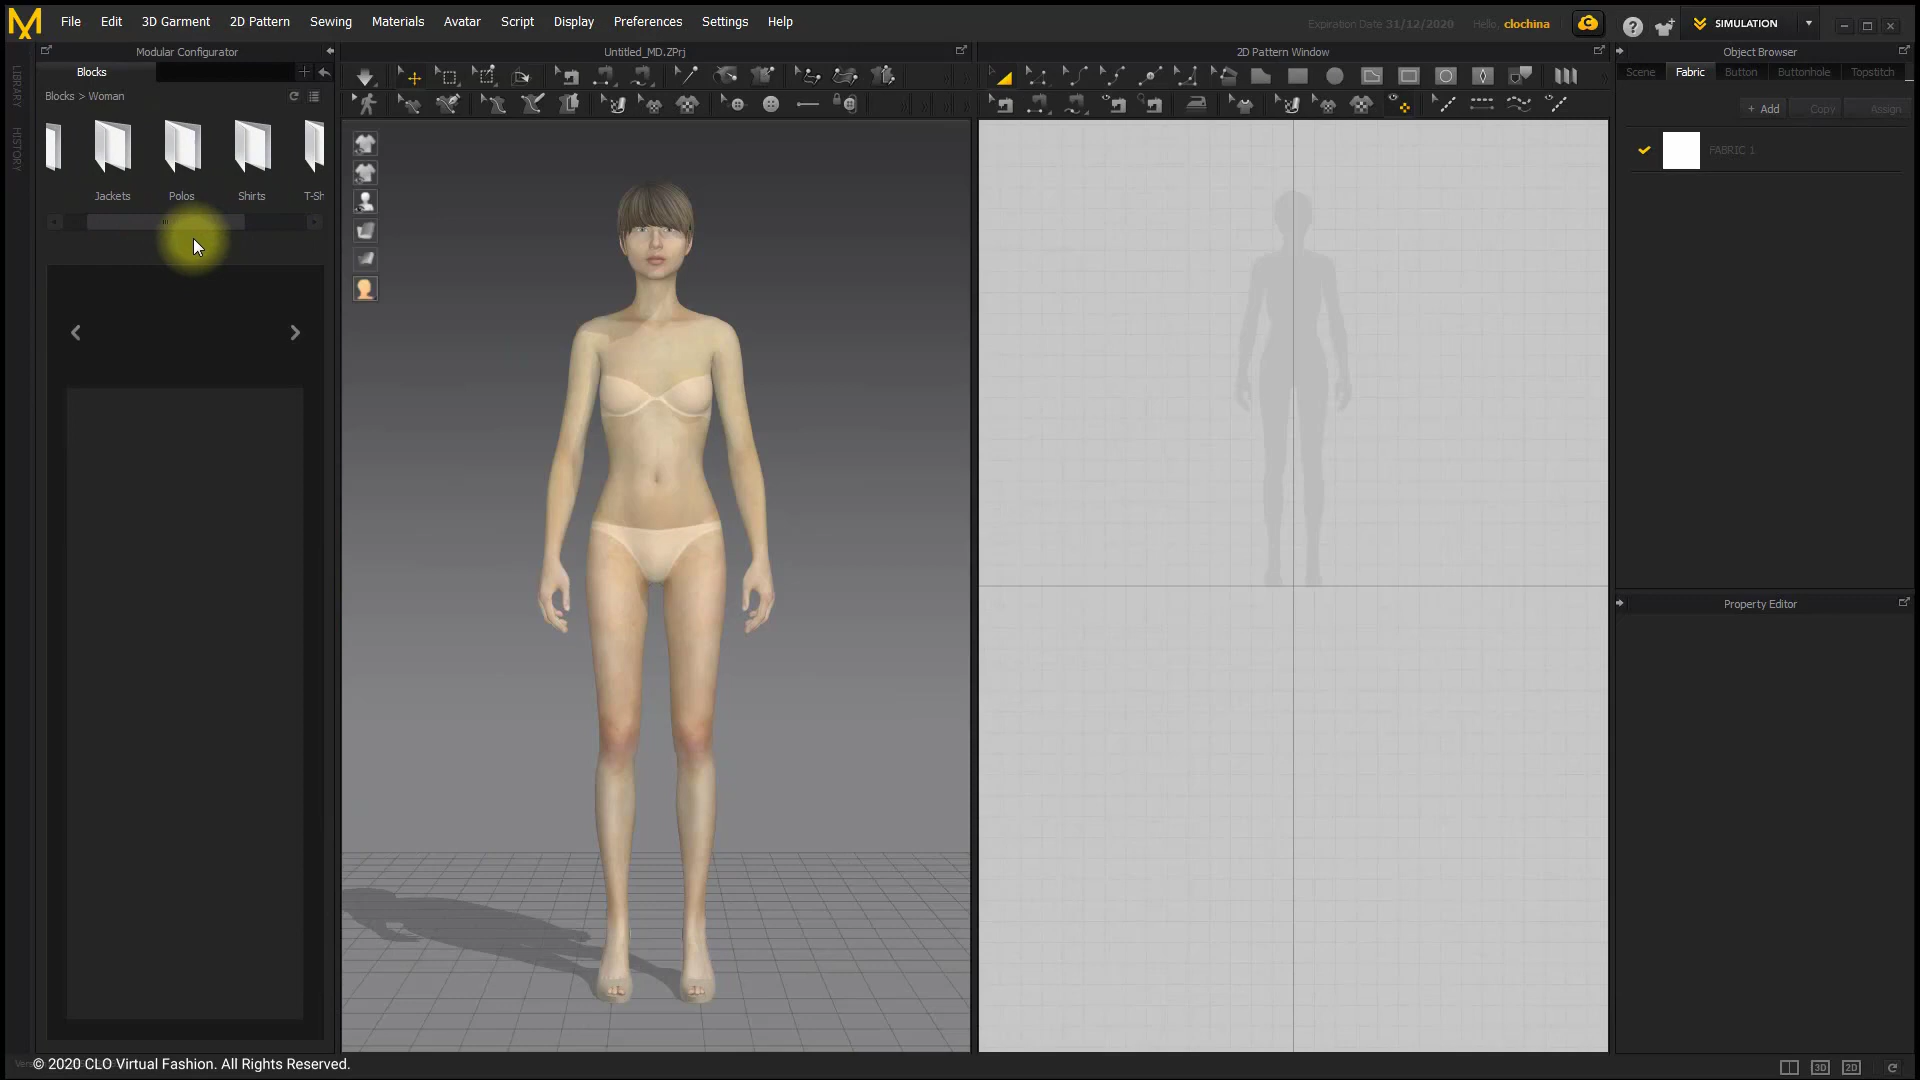 File Edit 3D Garment 2D Pattern Sewing Materials Avatar Script Display Preferences Settings Help
Expiration Date 31/12/2020 Hello, clochina SIMULATION
Modular Configurator
Untitled_MD.ZPrj
2D Pattern Window
Object Browser
Blocks
Scene Fabric Button Buttonhole Topstitch
Blocks > Woman
+ Add Copy Assign
LIBRARY
HISTORY
FABRIC 1
Jackets Polos Shirts T-Sh
Property Editor
© 2020 CLO Virtual Fashion. All Rights Reserved.
3D 2D